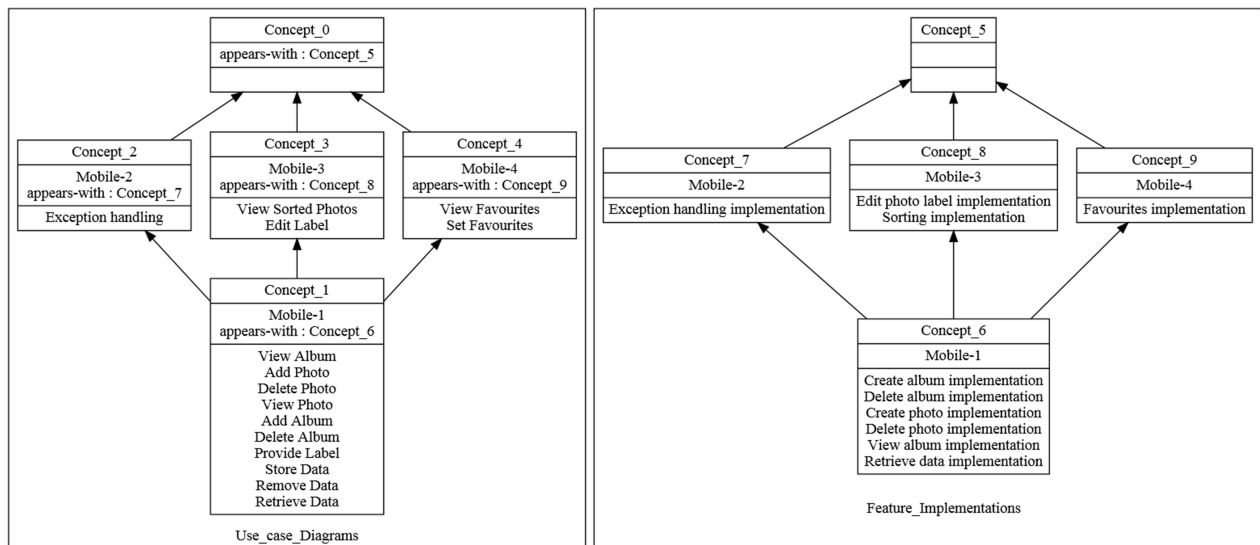 Concept_0
appears-with : Concept_5
Concept_2
Mobile-2
appears-with : Concept_7
Exception handling
Concept_3
Mobile-3
appears-with : Concept_8
View Sorted Photos
Edit Label
Concept_4
Mobile-4
appears-with : Concept_9
View Favourites
Set Favourites
Concept_1
Mobile-1
appears-with : Concept_6
View Album
Add Photo
Delete Photo
View Photo
Add Album
Delete Album
Provide Label
Store Data
Remove Data
Retrieve Data
Use_case_Diagrams
Concept_5
Concept_7
Mobile-2
Exception handling implementation
Concept_8
Mobile-3
Edit photo label implementation
Sorting implementation
Concept_9
Mobile-4
Favourites implementation
Concept_6
Mobile-1
Create album implementation
Delete album implementation
Create photo implementation
Delete photo implementation
View album implementation
Retrieve data implementation
Feature_Implementations